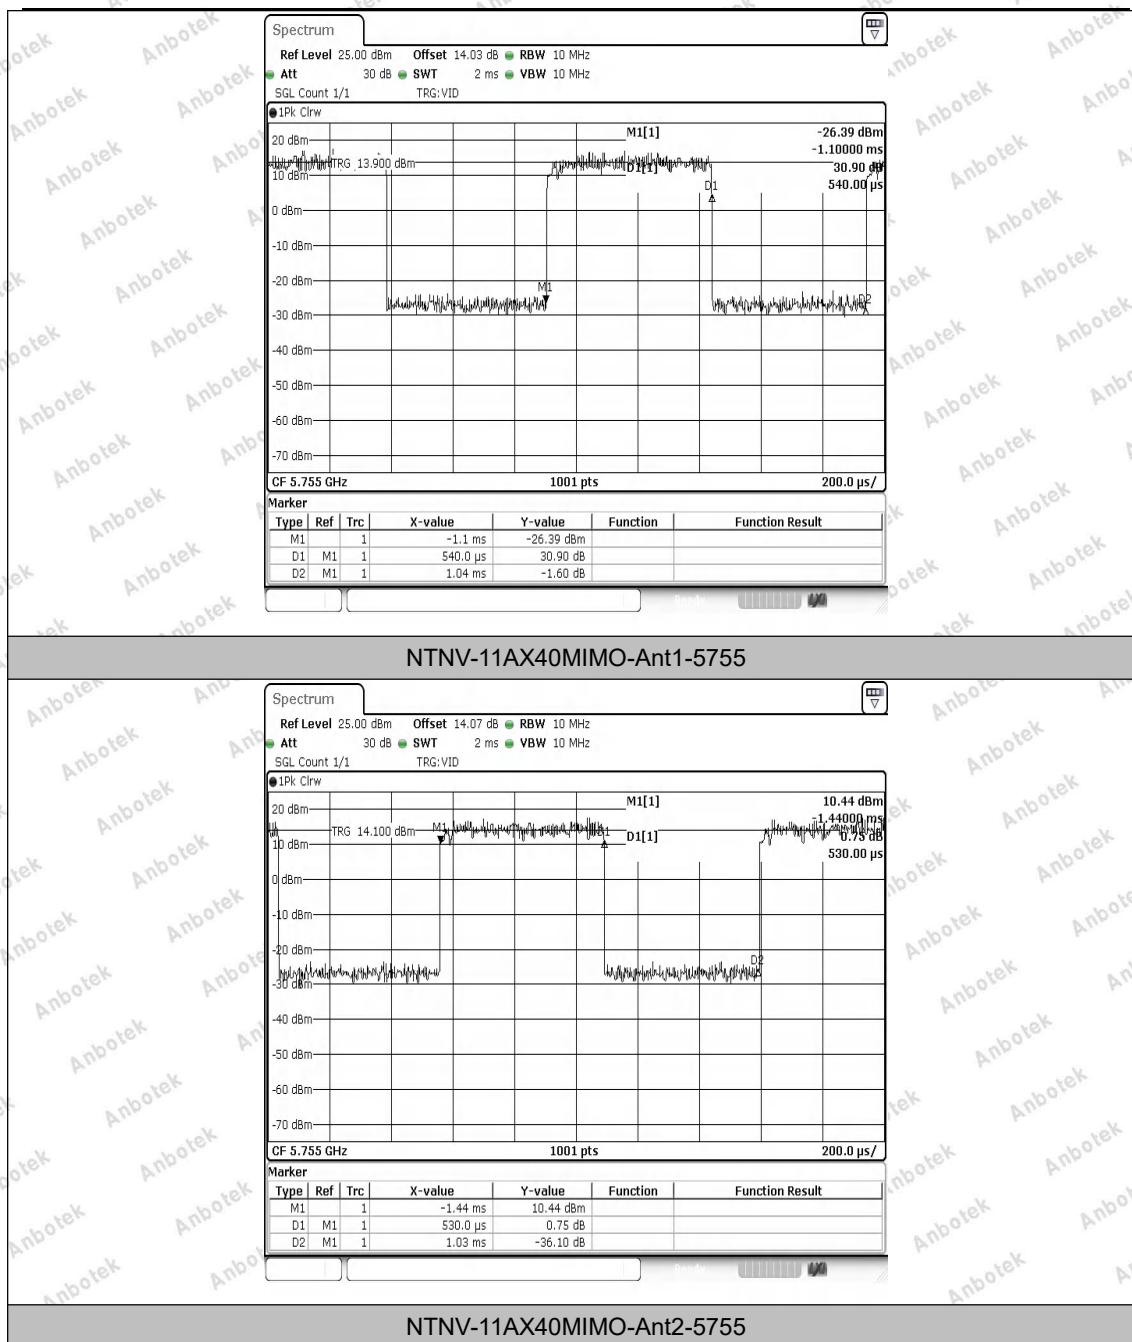 Spectrum
Ref Level 25.00 dBm Offset 14.03 dB RBW 10 MHz
Att 30 dB SWT 2 ms VBW 10 MHz
SGL Count 1/1 TRG:VID
1Pk Clrw
M1[1] -26.39 dBm
-1.10000 ms
D1[1] 30.90 dB
540.00 µs
20 dBm
TRG 13.900 dBm
10 dBm
D1
0 dBm
-10 dBm
-20 dBm
M1
D2
-30 dBm
-40 dBm
-50 dBm
-60 dBm
-70 dBm
CF 5.755 GHz 1001 pts 200.0 µs/
Marker
Type Ref Trc X-value Y-value Function Function Result
M1 1 -1.1 ms -26.39 dBm
D1 M1 1 540.0 µs 30.90 dB
D2 M1 1 1.04 ms -1.60 dB
NTNV-11AX40MIMO-Ant1-5755
Spectrum
Ref Level 25.00 dBm Offset 14.07 dB RBW 10 MHz
Att 30 dB SWT 2 ms VBW 10 MHz
SGL Count 1/1 TRG:VID
1Pk Clrw
M1[1] 10.44 dBm
-1.44000 ms
D1[1] 0.75 dB
530.00 µs
20 dBm
TRG 14.100 dBm
M1
D1
10 dBm
0 dBm
-10 dBm
-20 dBm
D2
-30 dBm
-40 dBm
-50 dBm
-60 dBm
-70 dBm
CF 5.755 GHz 1001 pts 200.0 µs/
Marker
Type Ref Trc X-value Y-value Function Function Result
M1 1 -1.44 ms 10.44 dBm
D1 M1 1 530.0 µs 0.75 dB
D2 M1 1 1.03 ms -36.10 dB
NTNV-11AX40MIMO-Ant2-5755
Anbotek